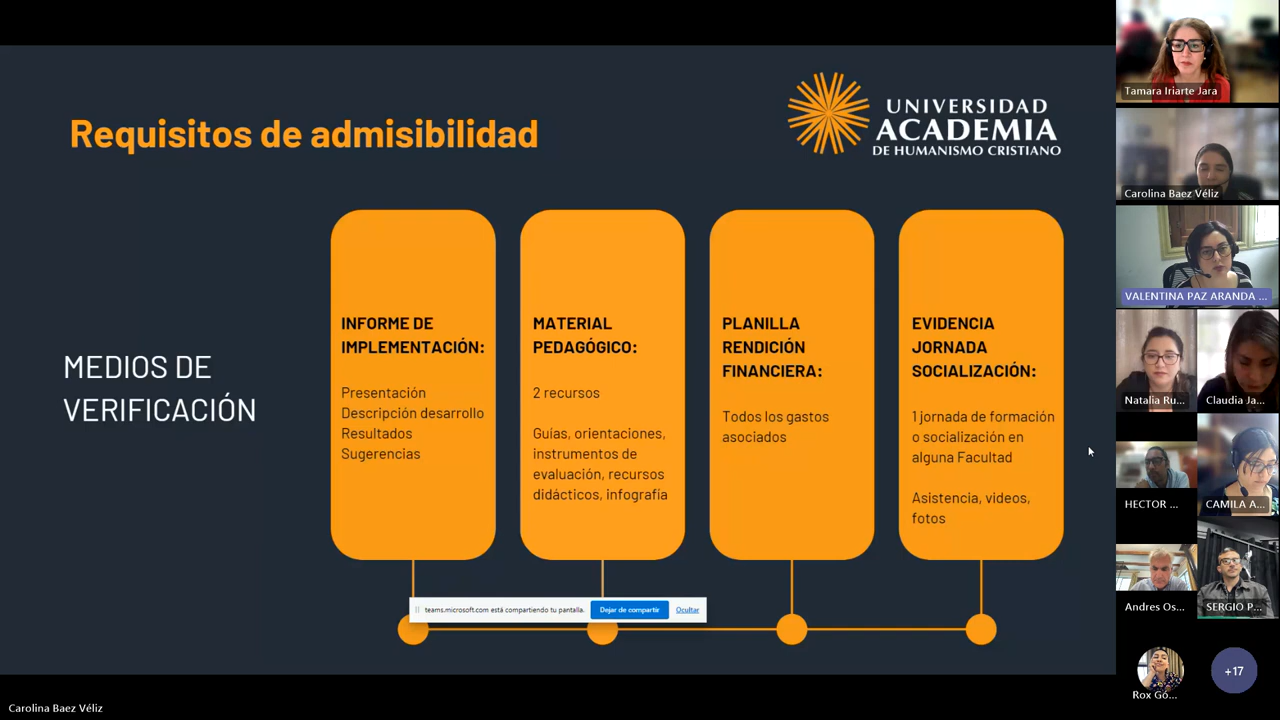 Requisitos de admisibilidad
UNIVERSIDAD
ACADEMIA
DE HUMANISMO CRISTIANO
MEDIOS DE
VERIFICACIÓN
INFORME DE
IMPLEMENTACIÓN:
Presentación
Descripción desarrollo
Resultados
Sugerencias
MATERIAL
PEDAGÓGICO:
2 recursos
Guías, orientaciones,
instrumentos de
evaluación, recursos
didácticos, infografía
PLANILLA
RENDICIÓN
FINANCIERA:
Todos los gastos
asociados
EVIDENCIA
JORNADA
SOCIALIZACIÓN:
1 jornada de formación
o socialización en
alguna Facultad
Asistencia, videos,
fotos
teams.microsoft.com está compartiendo tu pantalla.
Dejar de compartir
Ocultar
Carolina Baez Véliz
Tamara Iriarte Jara
Carolina Baez Véliz
VALENTINA PAZ ARANDA ...
Natalia Ru...
Claudia Ja...
HECTOR ...
CAMILA A...
Andres Os...
SERGIO P...
Rox Gó...
+17